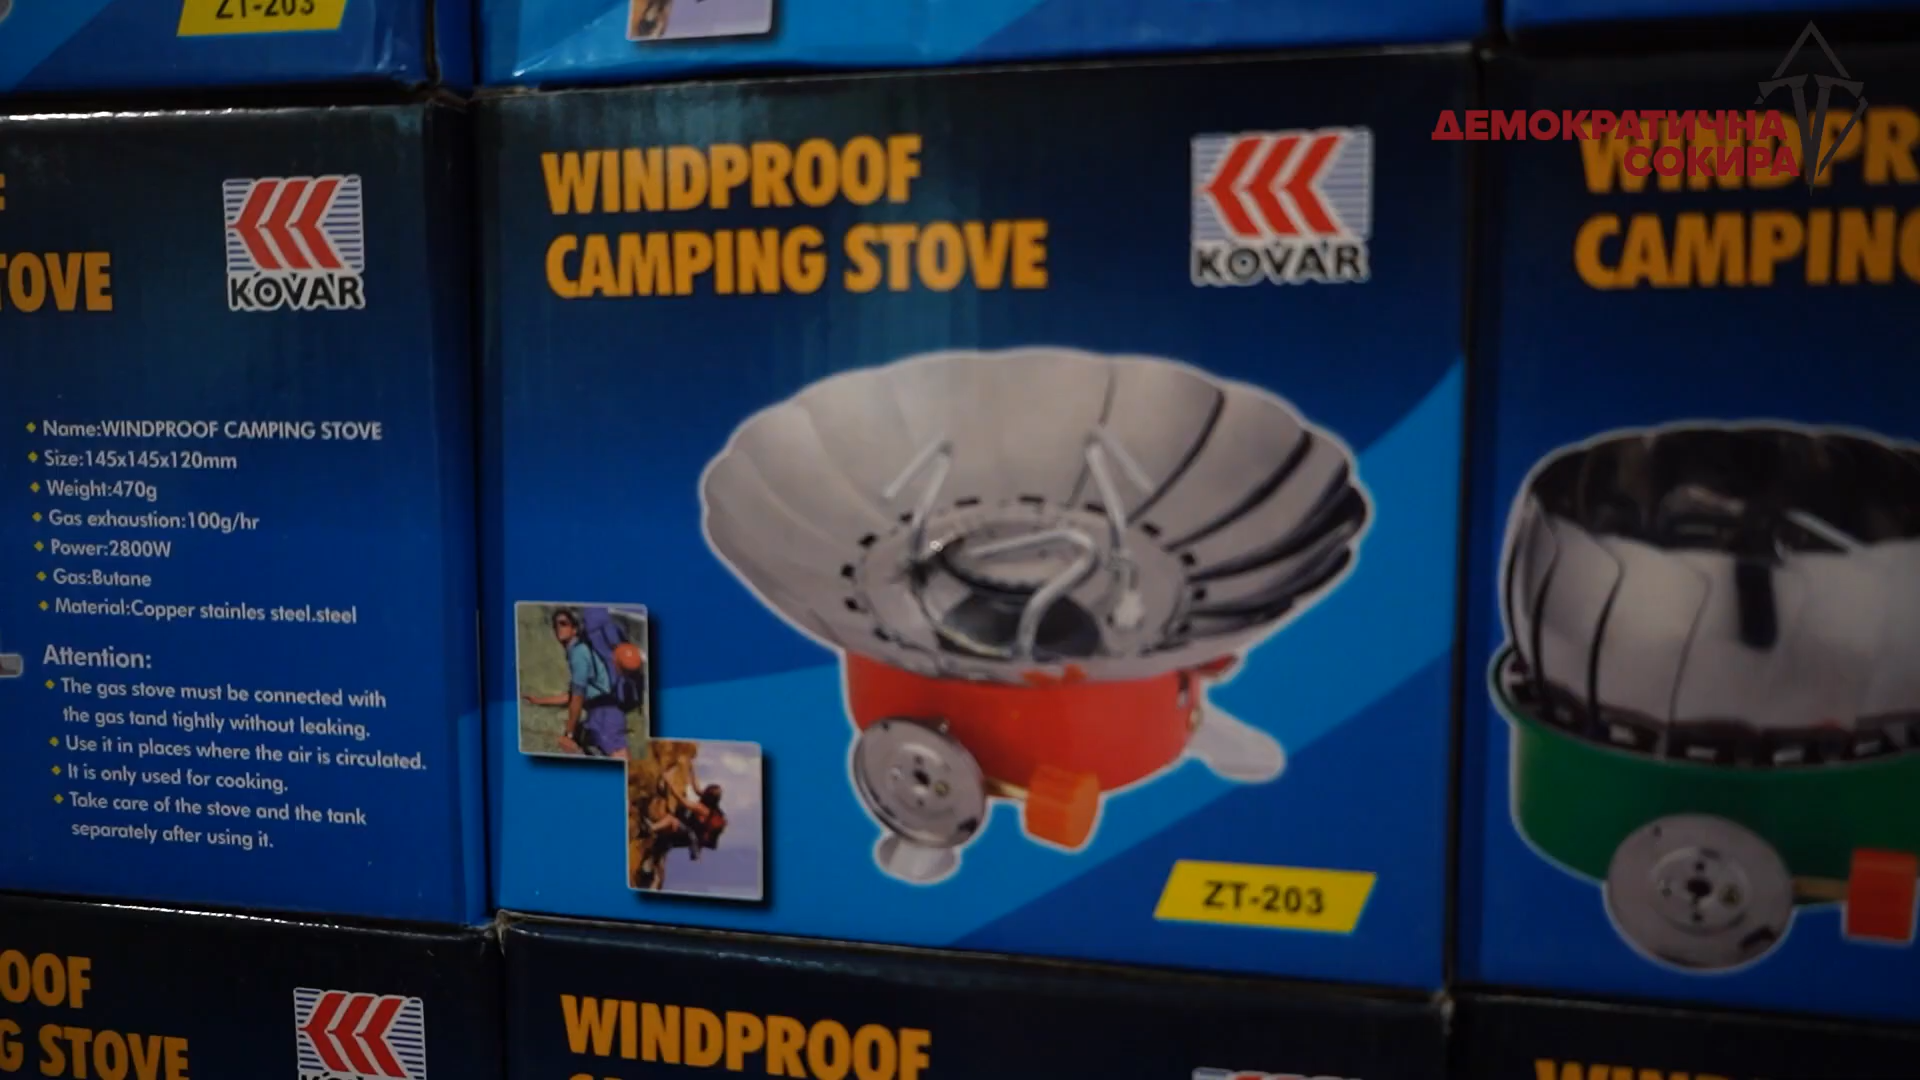 ZT-203
ДЕМОКРАТИЧНА
СОКИРА
TOVE
KOVAR
Name:WINDPROOF CAMPING STOVE
Size:145x145x120mm
Weight:470g
Gas exhaustion:100g/hr
Power:2800W
Gas:Butane
Material:Copper stainles steel.steel
Attention:
The gas stove must be connected with
the gas tand tightly without leaking.
Use it in places where the air is circulated.
It is only used for cooking.
Take care of the stove and the tank
separately after using it.
WINDPROOF
CAMPING STOVE
KOVAR
ZT-203
WINDPR
CAMPING
OOF
G STOVE
WINDPROOF